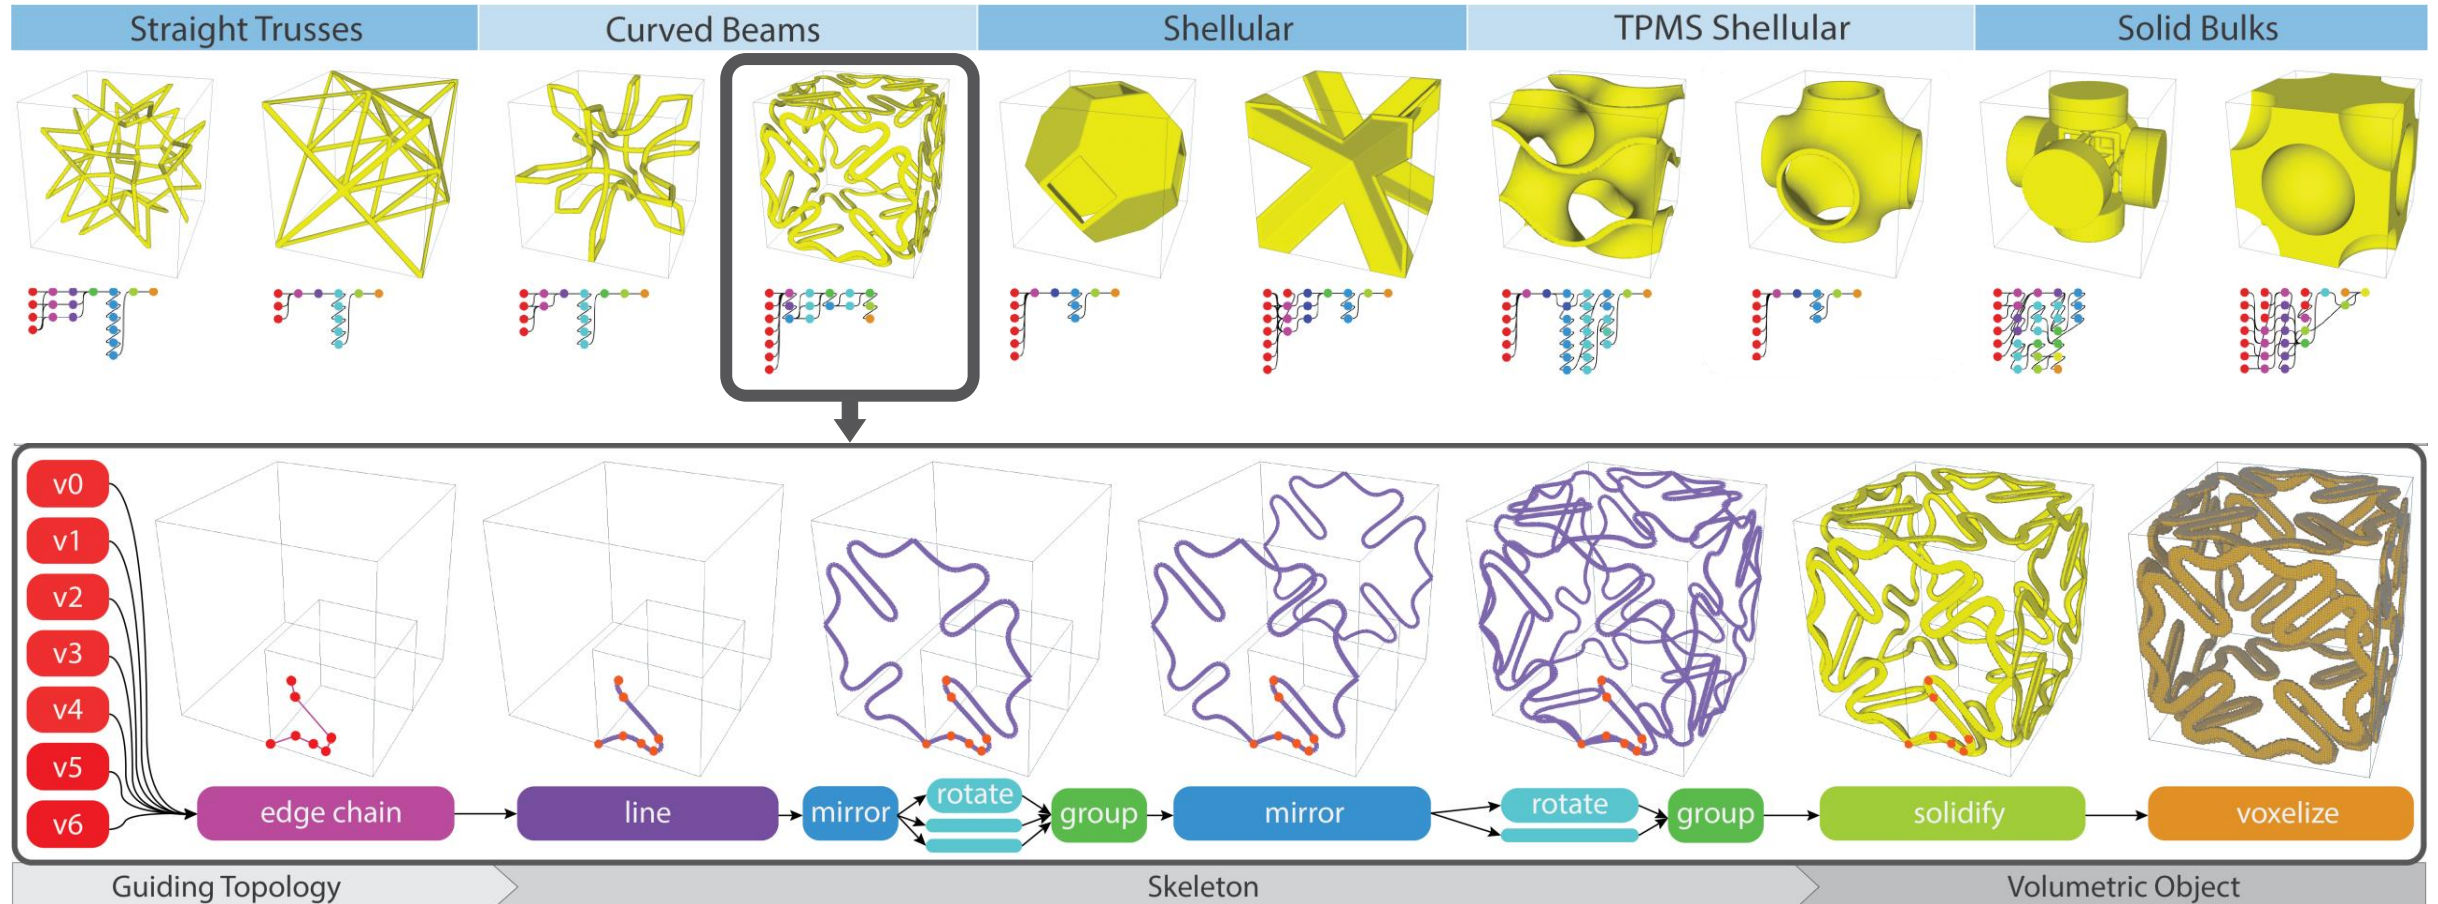 Straight Trusses
Curved Beams
Shellular
TPMS Shellular
Solid Bulks
v0
v1
v2
v3
v4
v5
v6
edge chain
line
mirror
rotate
group
mirror
rotate
group
solidify
voxelize
Guiding Topology
Skeleton
Volumetric Object